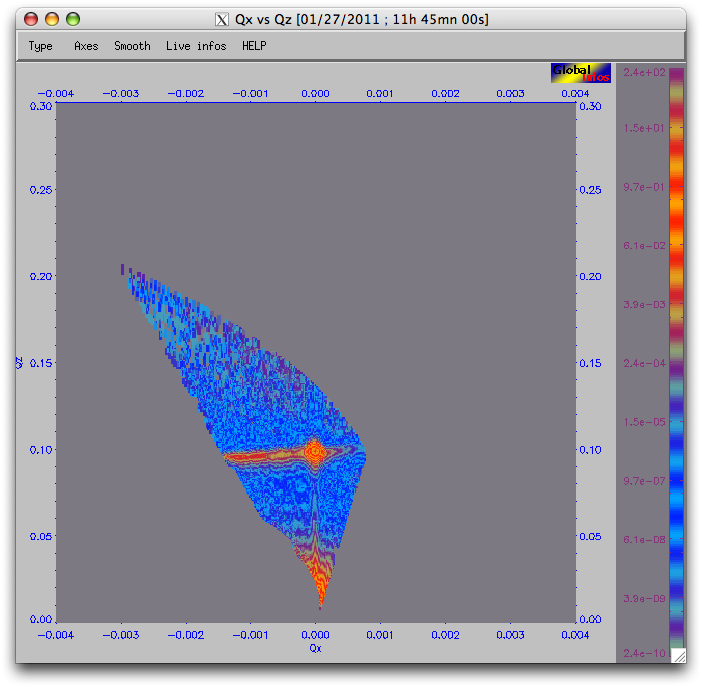 Qx vs Qz [01/27/2011 ; 11h 45mn 00s]
Type Axes Smooth Live infos HELP
Global
infos
-0.004 -0.003 -0.002 -0.001 0.000 0.001 0.002 0.003 0.004
0.30 0.30
0.25 0.25
0.20 0.20
0.15 0.15
Qz
0.10 0.10
0.05 0.05
0.00 0.00
-0.004 -0.003 -0.002 -0.001 0.000 0.001 0.002 0.003 0.004
Qx
2.4e+02
1.5e+01
9.7e-01
6.1e-02
3.9e-03
2.4e-04
1.5e-05
9.7e-07
6.1e-08
3.9e-09
2.4e-10